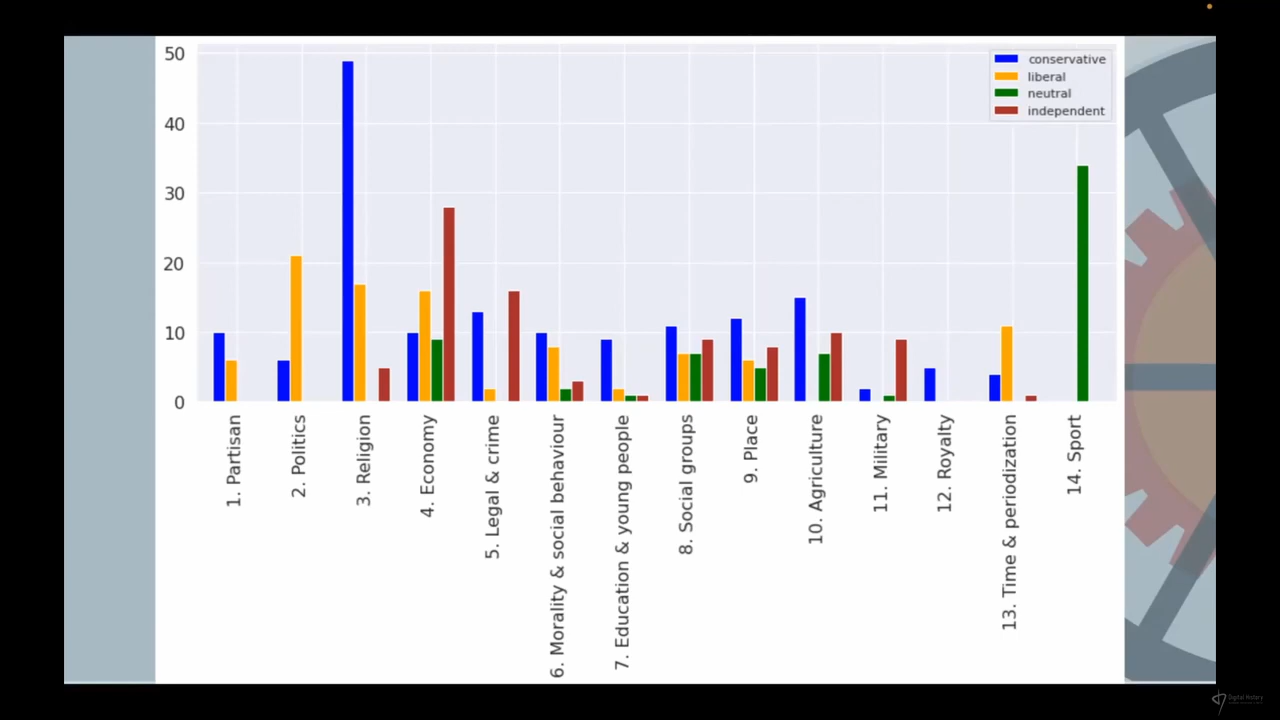 50
40
30
20
10
0
conservative
liberal
neutral
independent
1. Partisan
2. Politics
3. Religion
4. Economy
5. Legal & crime
6. Morality & social behaviour
7. Education & young people
8. Social groups
9. Place
10. Agriculture
11. Military
12. Royalty
13. Time & periodization
14. Sport
Digital History